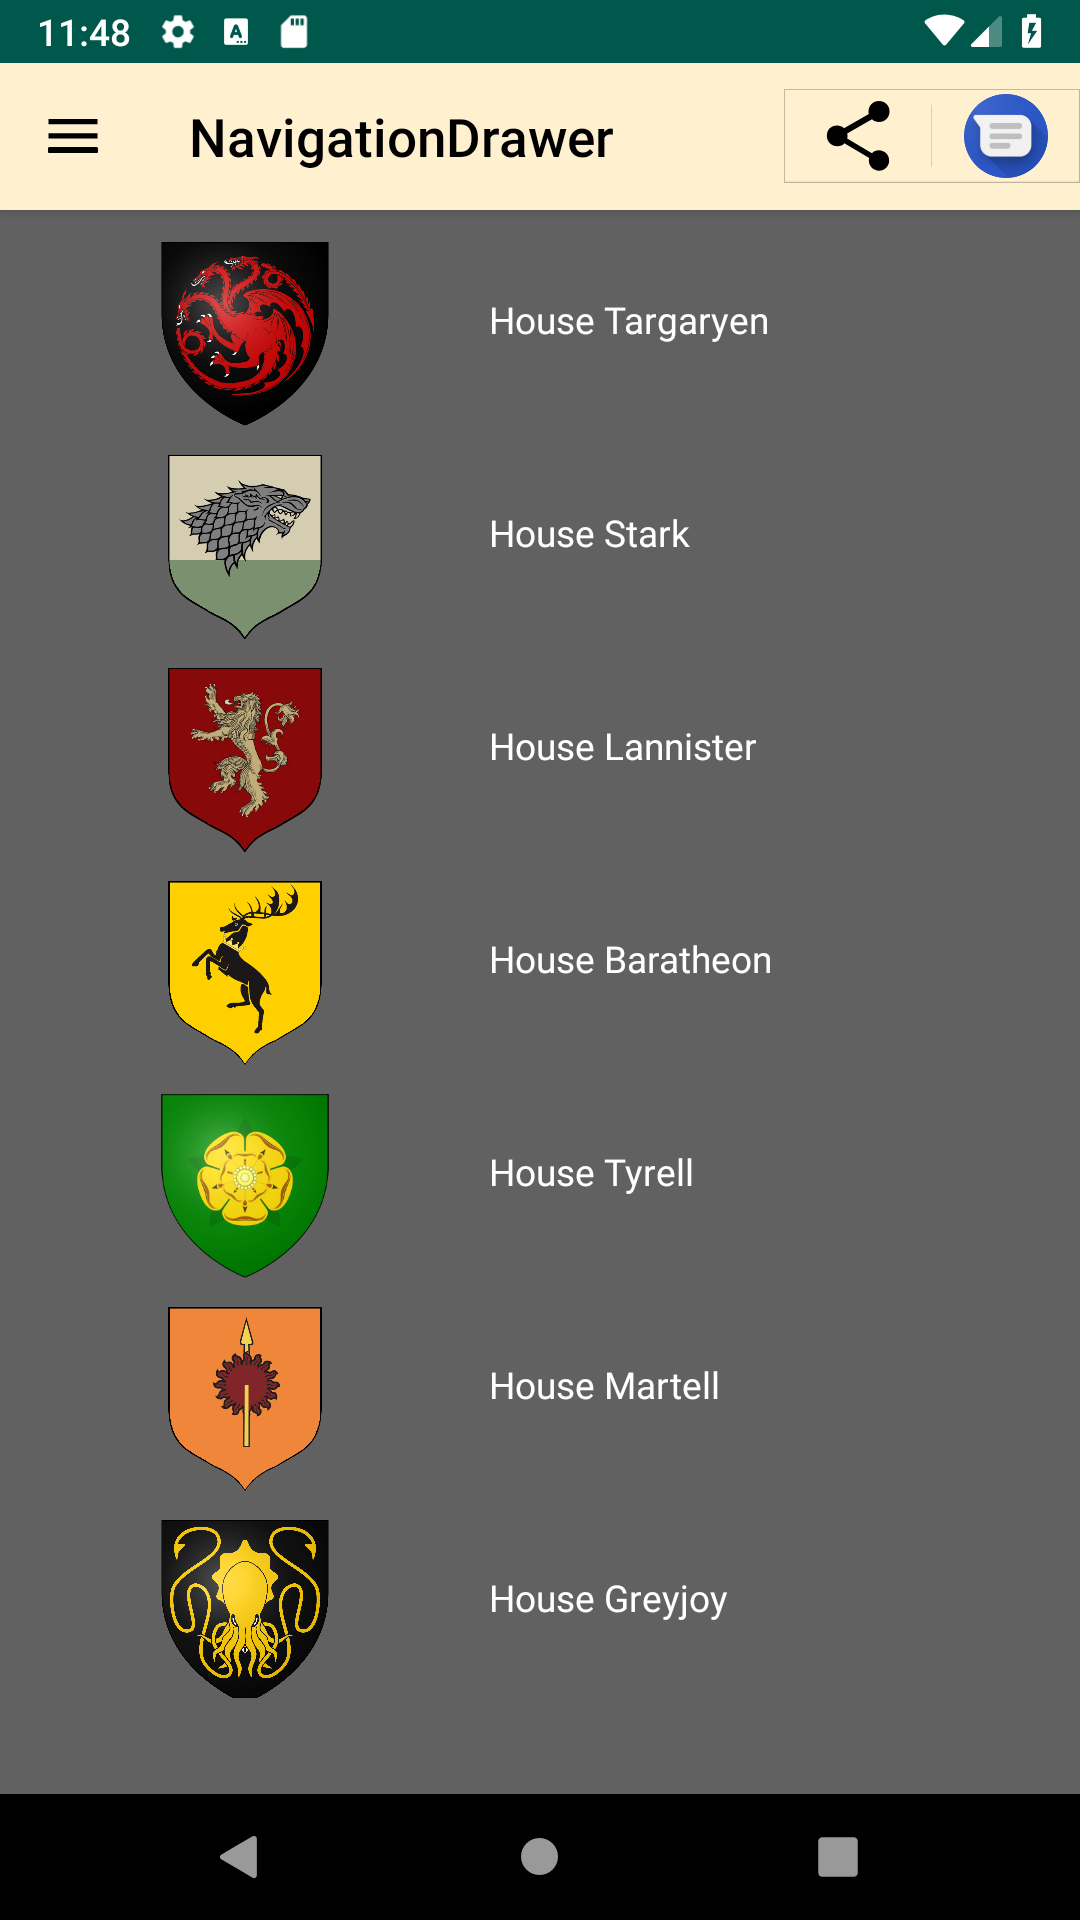 11:48
NavigationDrawer
House Targaryen
House Stark
House Lannister
House Baratheon
House Tyrell
House Martell
House Greyjoy